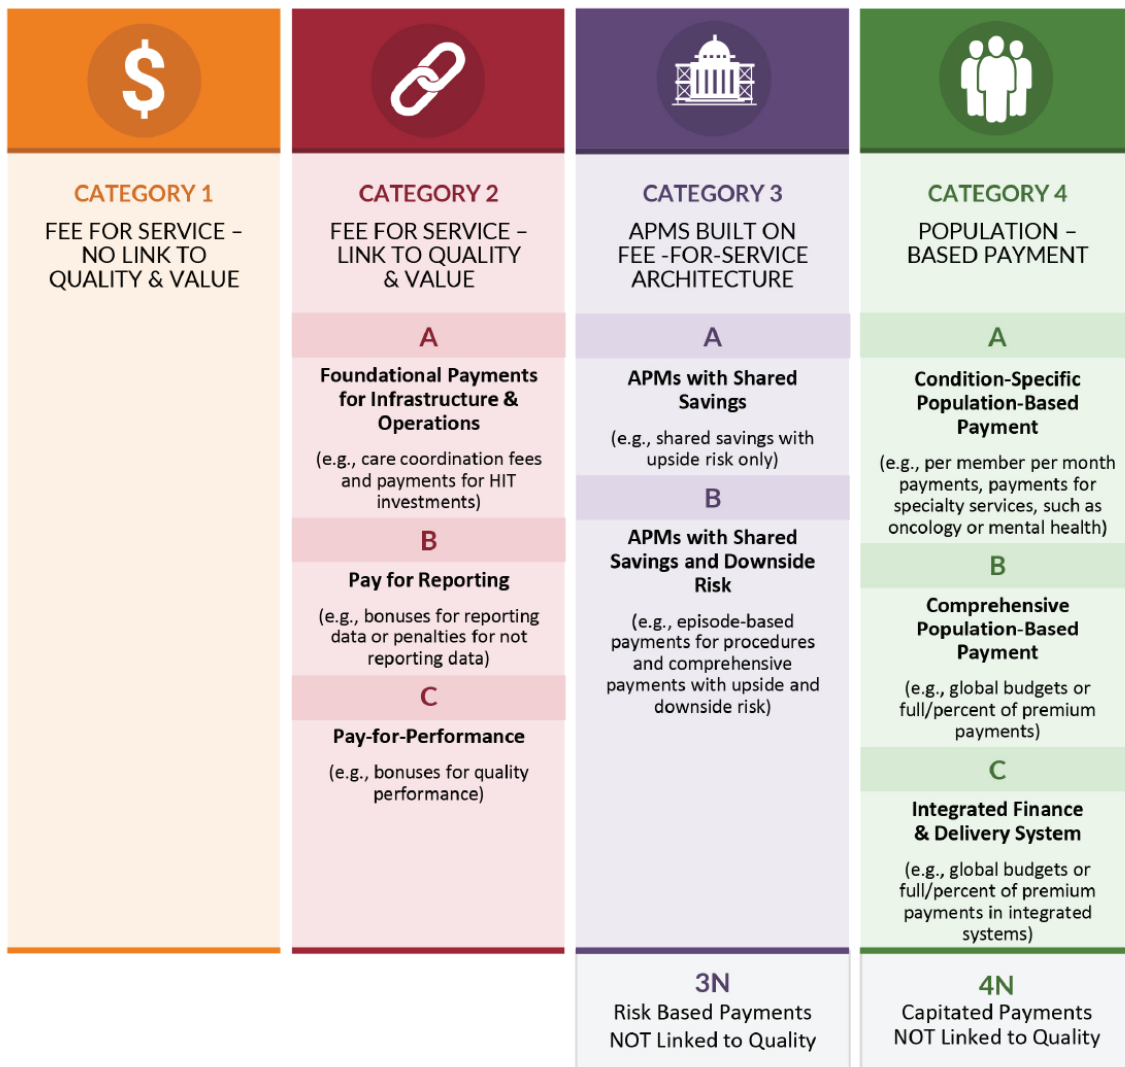 $
CATEGORY 1
FEE FOR SERVICE –
NO LINK TO
QUALITY & VALUE
CATEGORY 2
FEE FOR SERVICE –
LINK TO QUALITY
& VALUE
A
Foundational Payments
for Infrastructure &
Operations
(e.g., care coordination fees
and payments for HIT
investments)
B
Pay for Reporting
(e.g., bonuses for reporting
data or penalties for not
reporting data)
C
Pay-for-Performance
(e.g., bonuses for quality
performance)
CATEGORY 3
APMS BUILT ON
FEE -FOR-SERVICE
ARCHITECTURE
A
APMs with Shared
Savings
(e.g., shared savings with
upside risk only)
B
APMs with Shared
Savings and Downside
Risk
(e.g., episode-based
payments for procedures
and comprehensive
payments with upside and
downside risk)
3N
Risk Based Payments
NOT Linked to Quality
CATEGORY 4
POPULATION –
BASED PAYMENT
A
Condition-Specific
Population-Based
Payment
(e.g., per member per month
payments, payments for
specialty services, such as
oncology or mental health)
B
Comprehensive
Population-Based
Payment
(e.g., global budgets or
full/percent of premium
payments)
C
Integrated Finance
& Delivery System
(e.g., global budgets or
full/percent of premium
payments in integrated
systems)
4N
Capitated Payments
NOT Linked to Quality